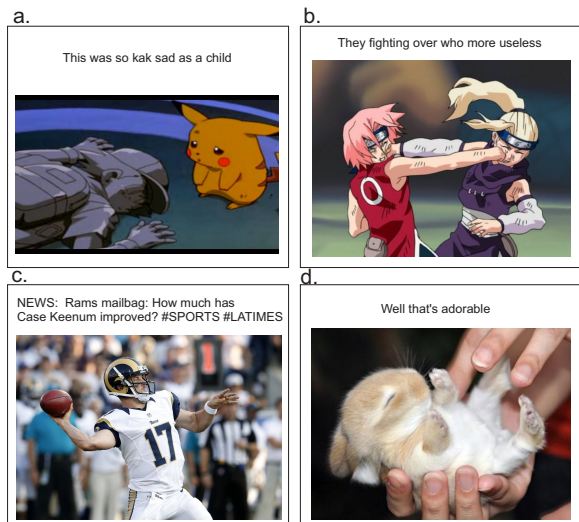 a.
This was so kak sad as a child
b.
They fighting over who more useless
c.
NEWS:  Rams mailbag: How much has
Case Keenum improved? #SPORTS #LATIMES
17
1
d.
Well that's adorable